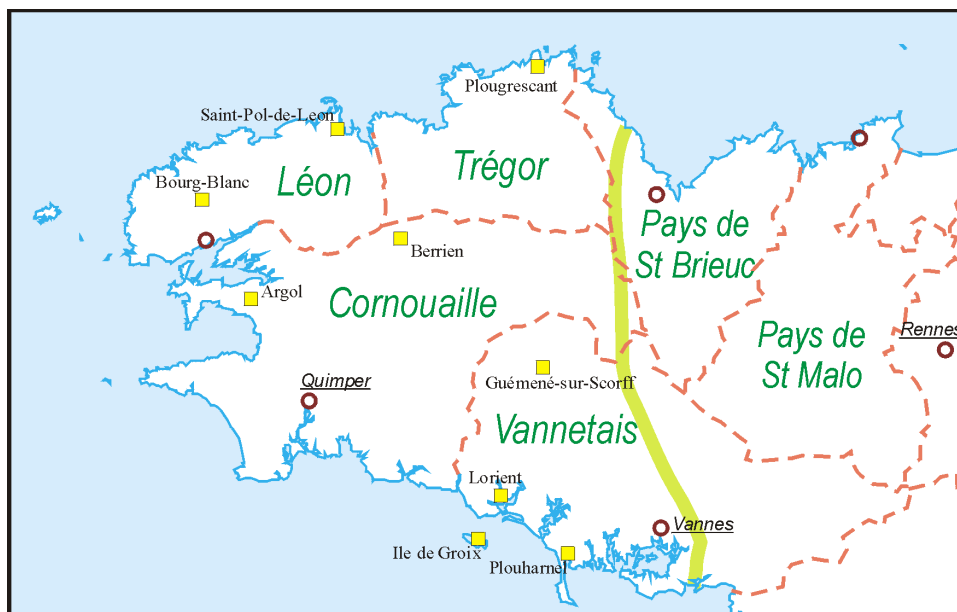 Plougrescant
Saint-Pol-de-Leon
Trégor
Léon
Bourg-Blanc
Pays de
St Brieuc
Berrien
Argol
Cornouaille
Rennes
Pays de
St Malo
Guémené-sur-Scorff
Quimper
Vannetais
Lorient
Vannes
Ile de Groix
Plouharnel